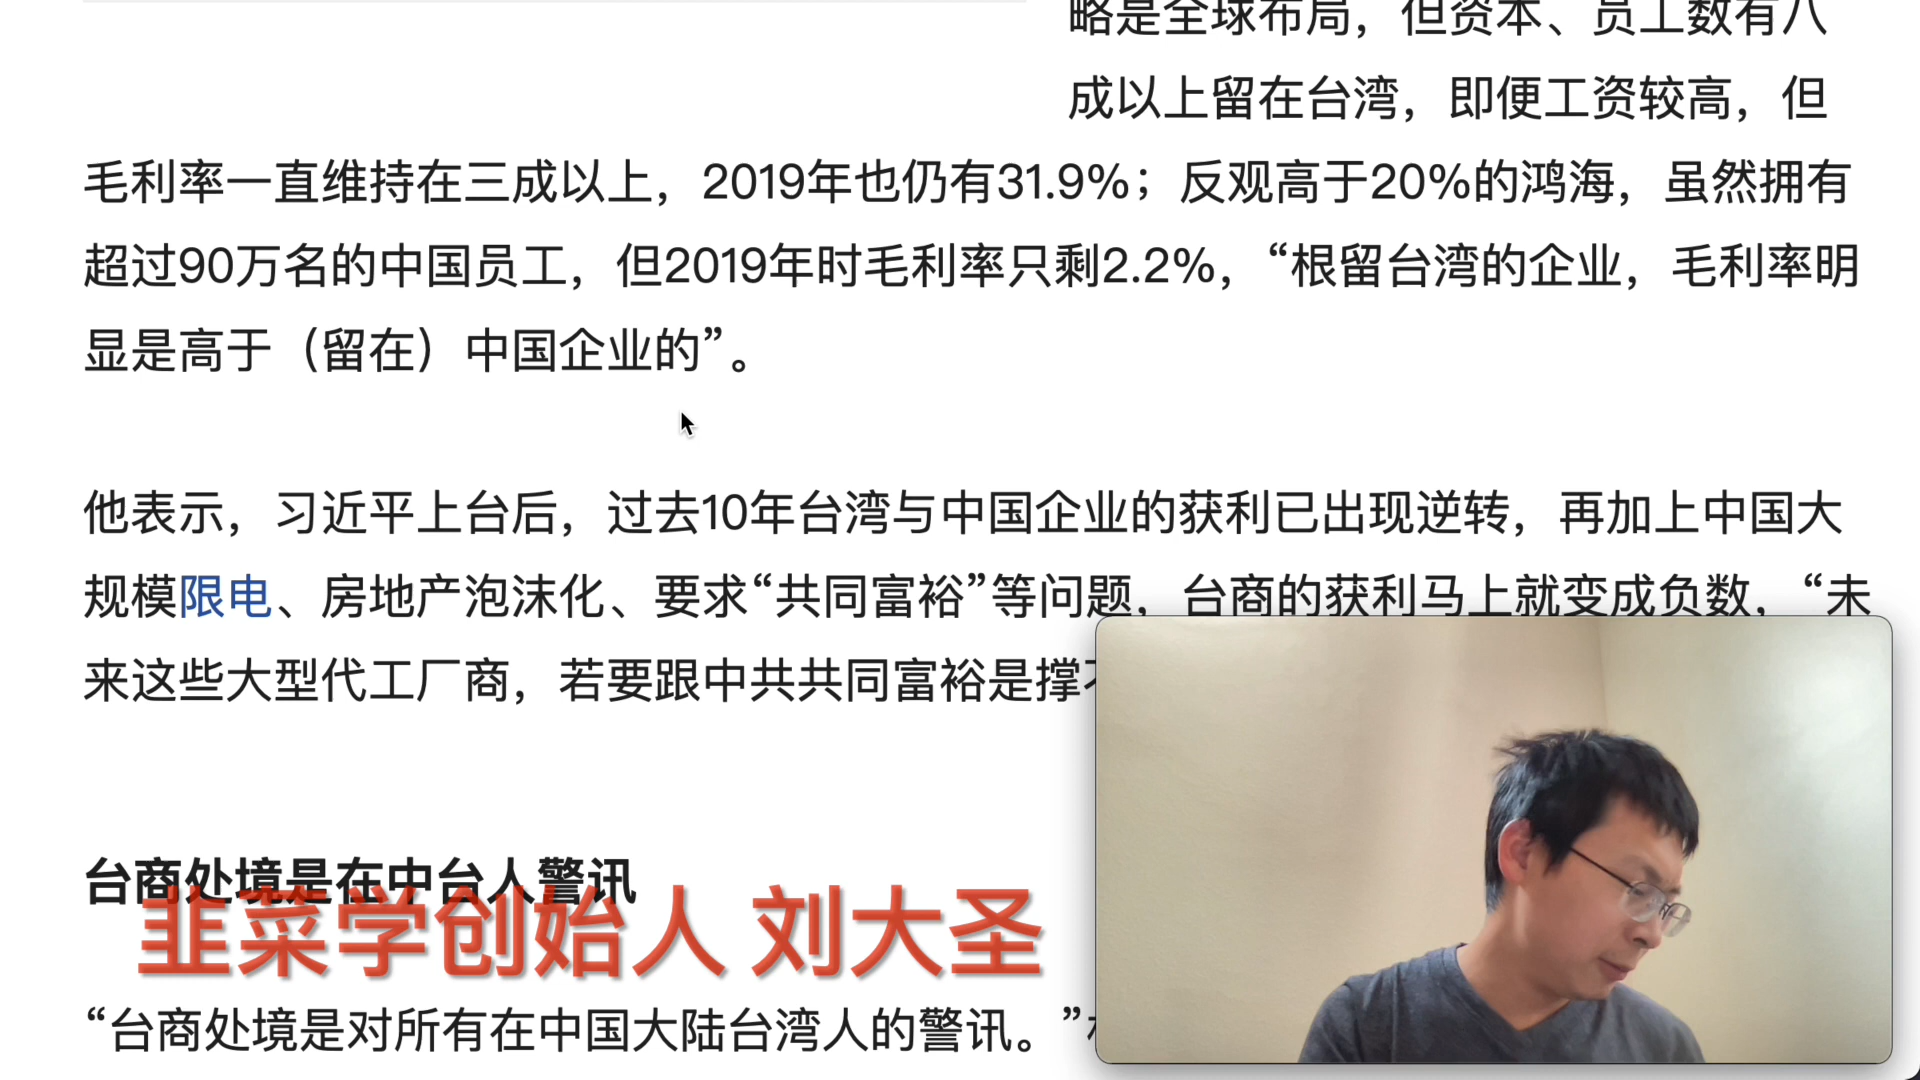 略是全球布局，但资本、员工数有八
成以上留在台湾，即便工资较高，但
毛利率一直维持在三成以上，2019年也仍有31.9%；反观高于20%的鸿海，虽然拥有
超过90万名的中国员工，但2019年时毛利率只剩2.2%，“根留台湾的企业，毛利率明
显是高于（留在）中国企业的”。
他表示，习近平上台后，过去10年台湾与中国企业的获利已出现逆转，再加上中国大
规模限电、房地产泡沫化、要求“共同富裕”等问题，台商的获利马上就变成负数，“未
来这些大型代工厂商，若要跟中共共同富裕是撑
台商处境是在中台人警讯
韭菜学创始人 刘大圣
“台商处境是对所有在中国大陆台湾人的警讯。”